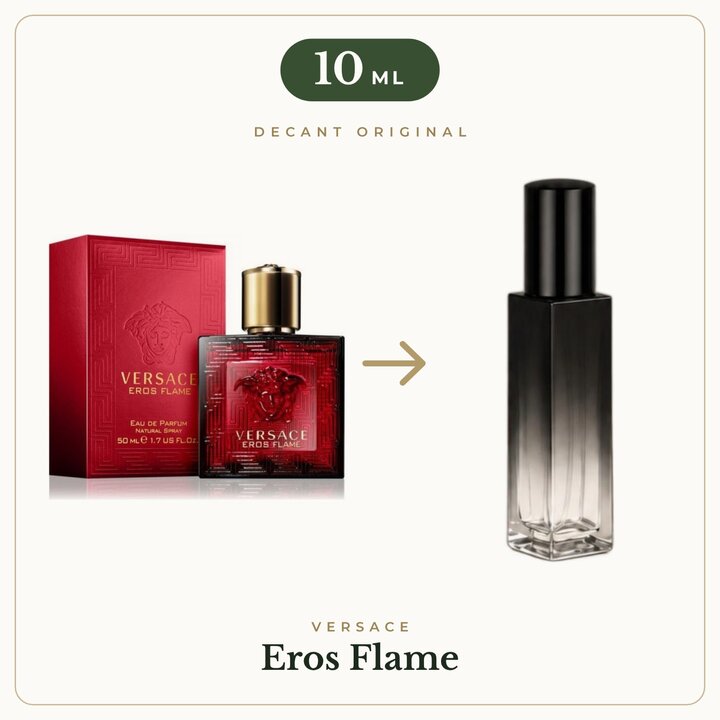 10 ML
DECANT ORIGINAL
VERSACE
EROS FLAME
EAU DE PARFUM
NATURAL SPRAY
50 ML e 1.7 US FL.OZ.
VERSACE
EROS FLAME
VERSACE
Eros Flame